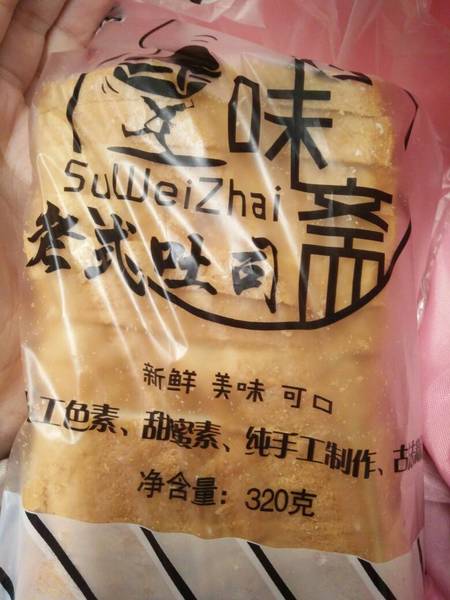 味斋
SuWeiZhai
老式吐司
新鲜 美味 可口
工色素、甜蜜素、纯手工制作、古
净含量：320克